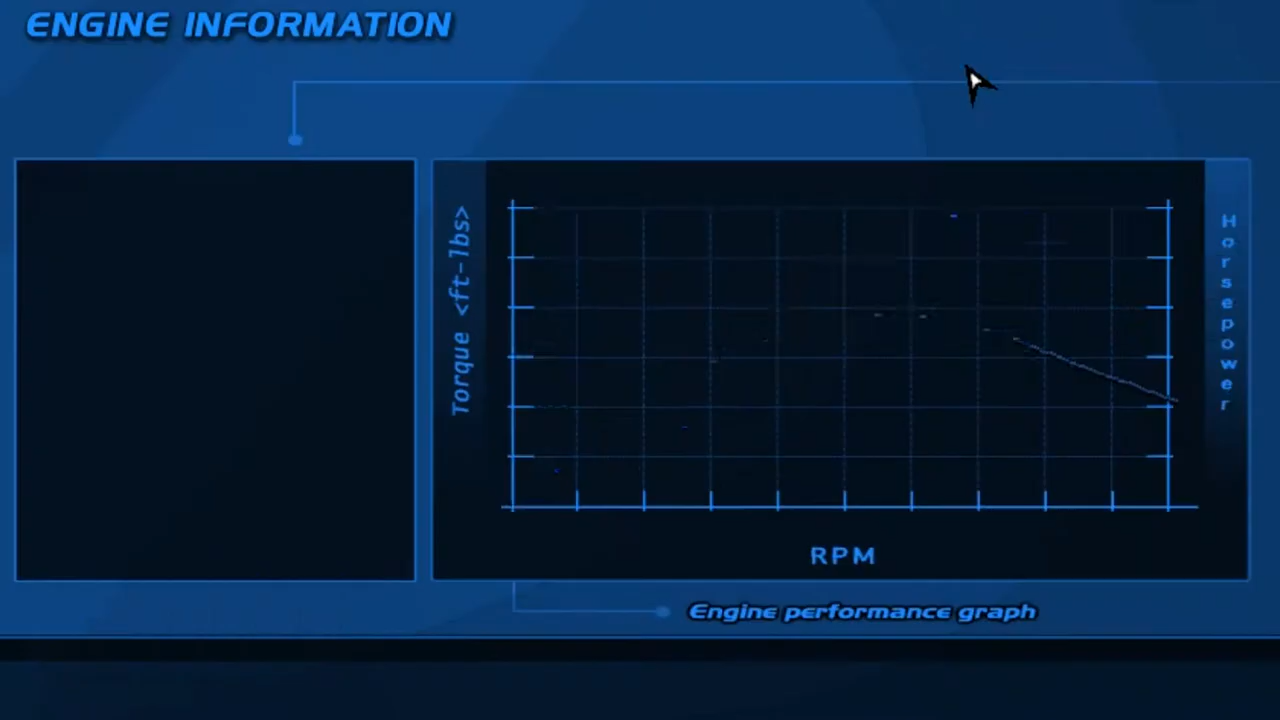 ENGINE INFORMATION
Torque <ft-lbs>
Horsepower
RPM
Engine performance graph